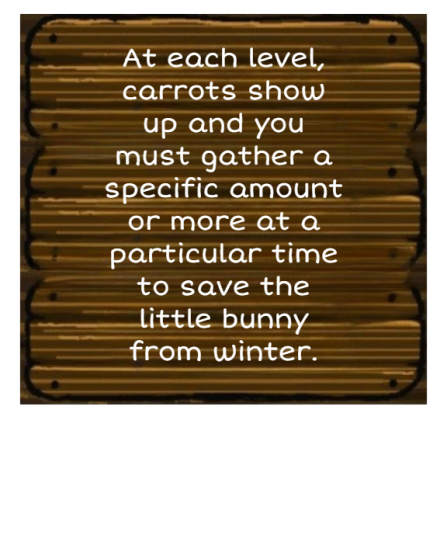 At each level,
carrots show
up and you
must gather a
specific amount
or more at a
particular time
to save the
little bunny
from winter.